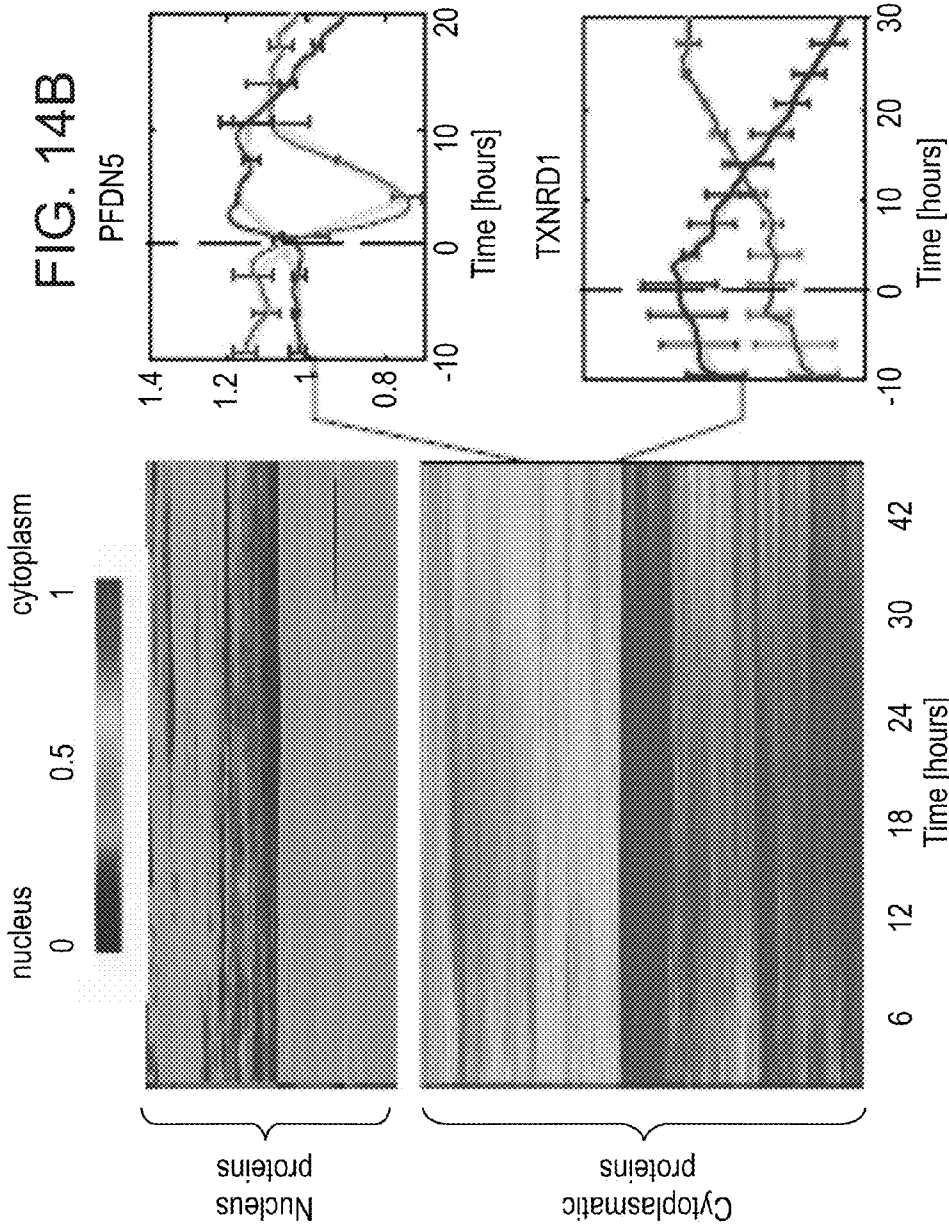 FIG. 14B
nucleus
cytoplasm
0
0.5
1
Nucleus
proteins
Cytoplasmatic
proteins
6
12
18
24
30
42
Time [hours]
PFDN5
1.4
1.2
1
0.8
-10
0
10
20
Time [hours]
TXNRD1
-10
0
10
20
30
Time [hours]